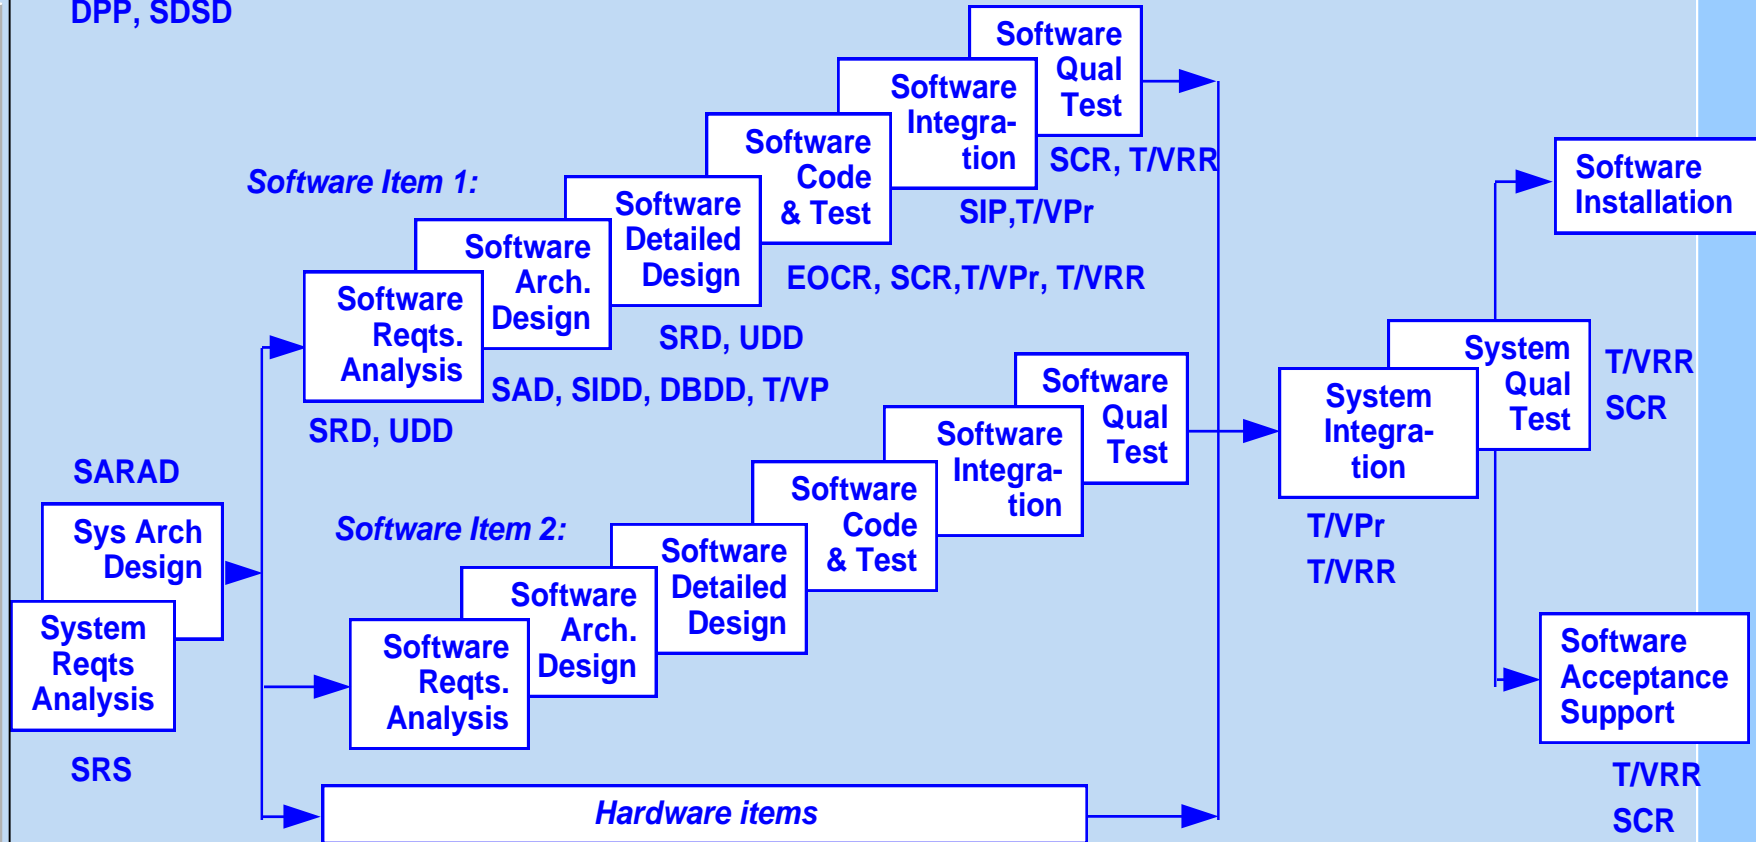 DPP, SDSD
Software
Qual
Test
Software
Integra-
tion
SCR, T/VRR
Software
Code
& Test
SIP,T/VPr
Software Item 1:
Software
Detailed
Design
EOCR, SCR,T/VPr, T/VRR
Software
Arch.
Design
SRD, UDD
Software
Reqts.
Analysis
SAD, SIDD, DBDD, T/VP
SRD, UDD
Software
Installation
SARAD
Sys Arch
Design
System
Reqts
Analysis
SRS
Software Item 2:
Software
Qual
Test
Software
Integra-
tion
Software
Code
& Test
Software
Detailed
Design
Software
Arch.
Design
Software
Reqts.
Analysis
Hardware items
System
Integra-
tion
System
Qual
Test
T/VRR
SCR
T/VPr
T/VRR
Software
Acceptance
Support
T/VRR
SCR